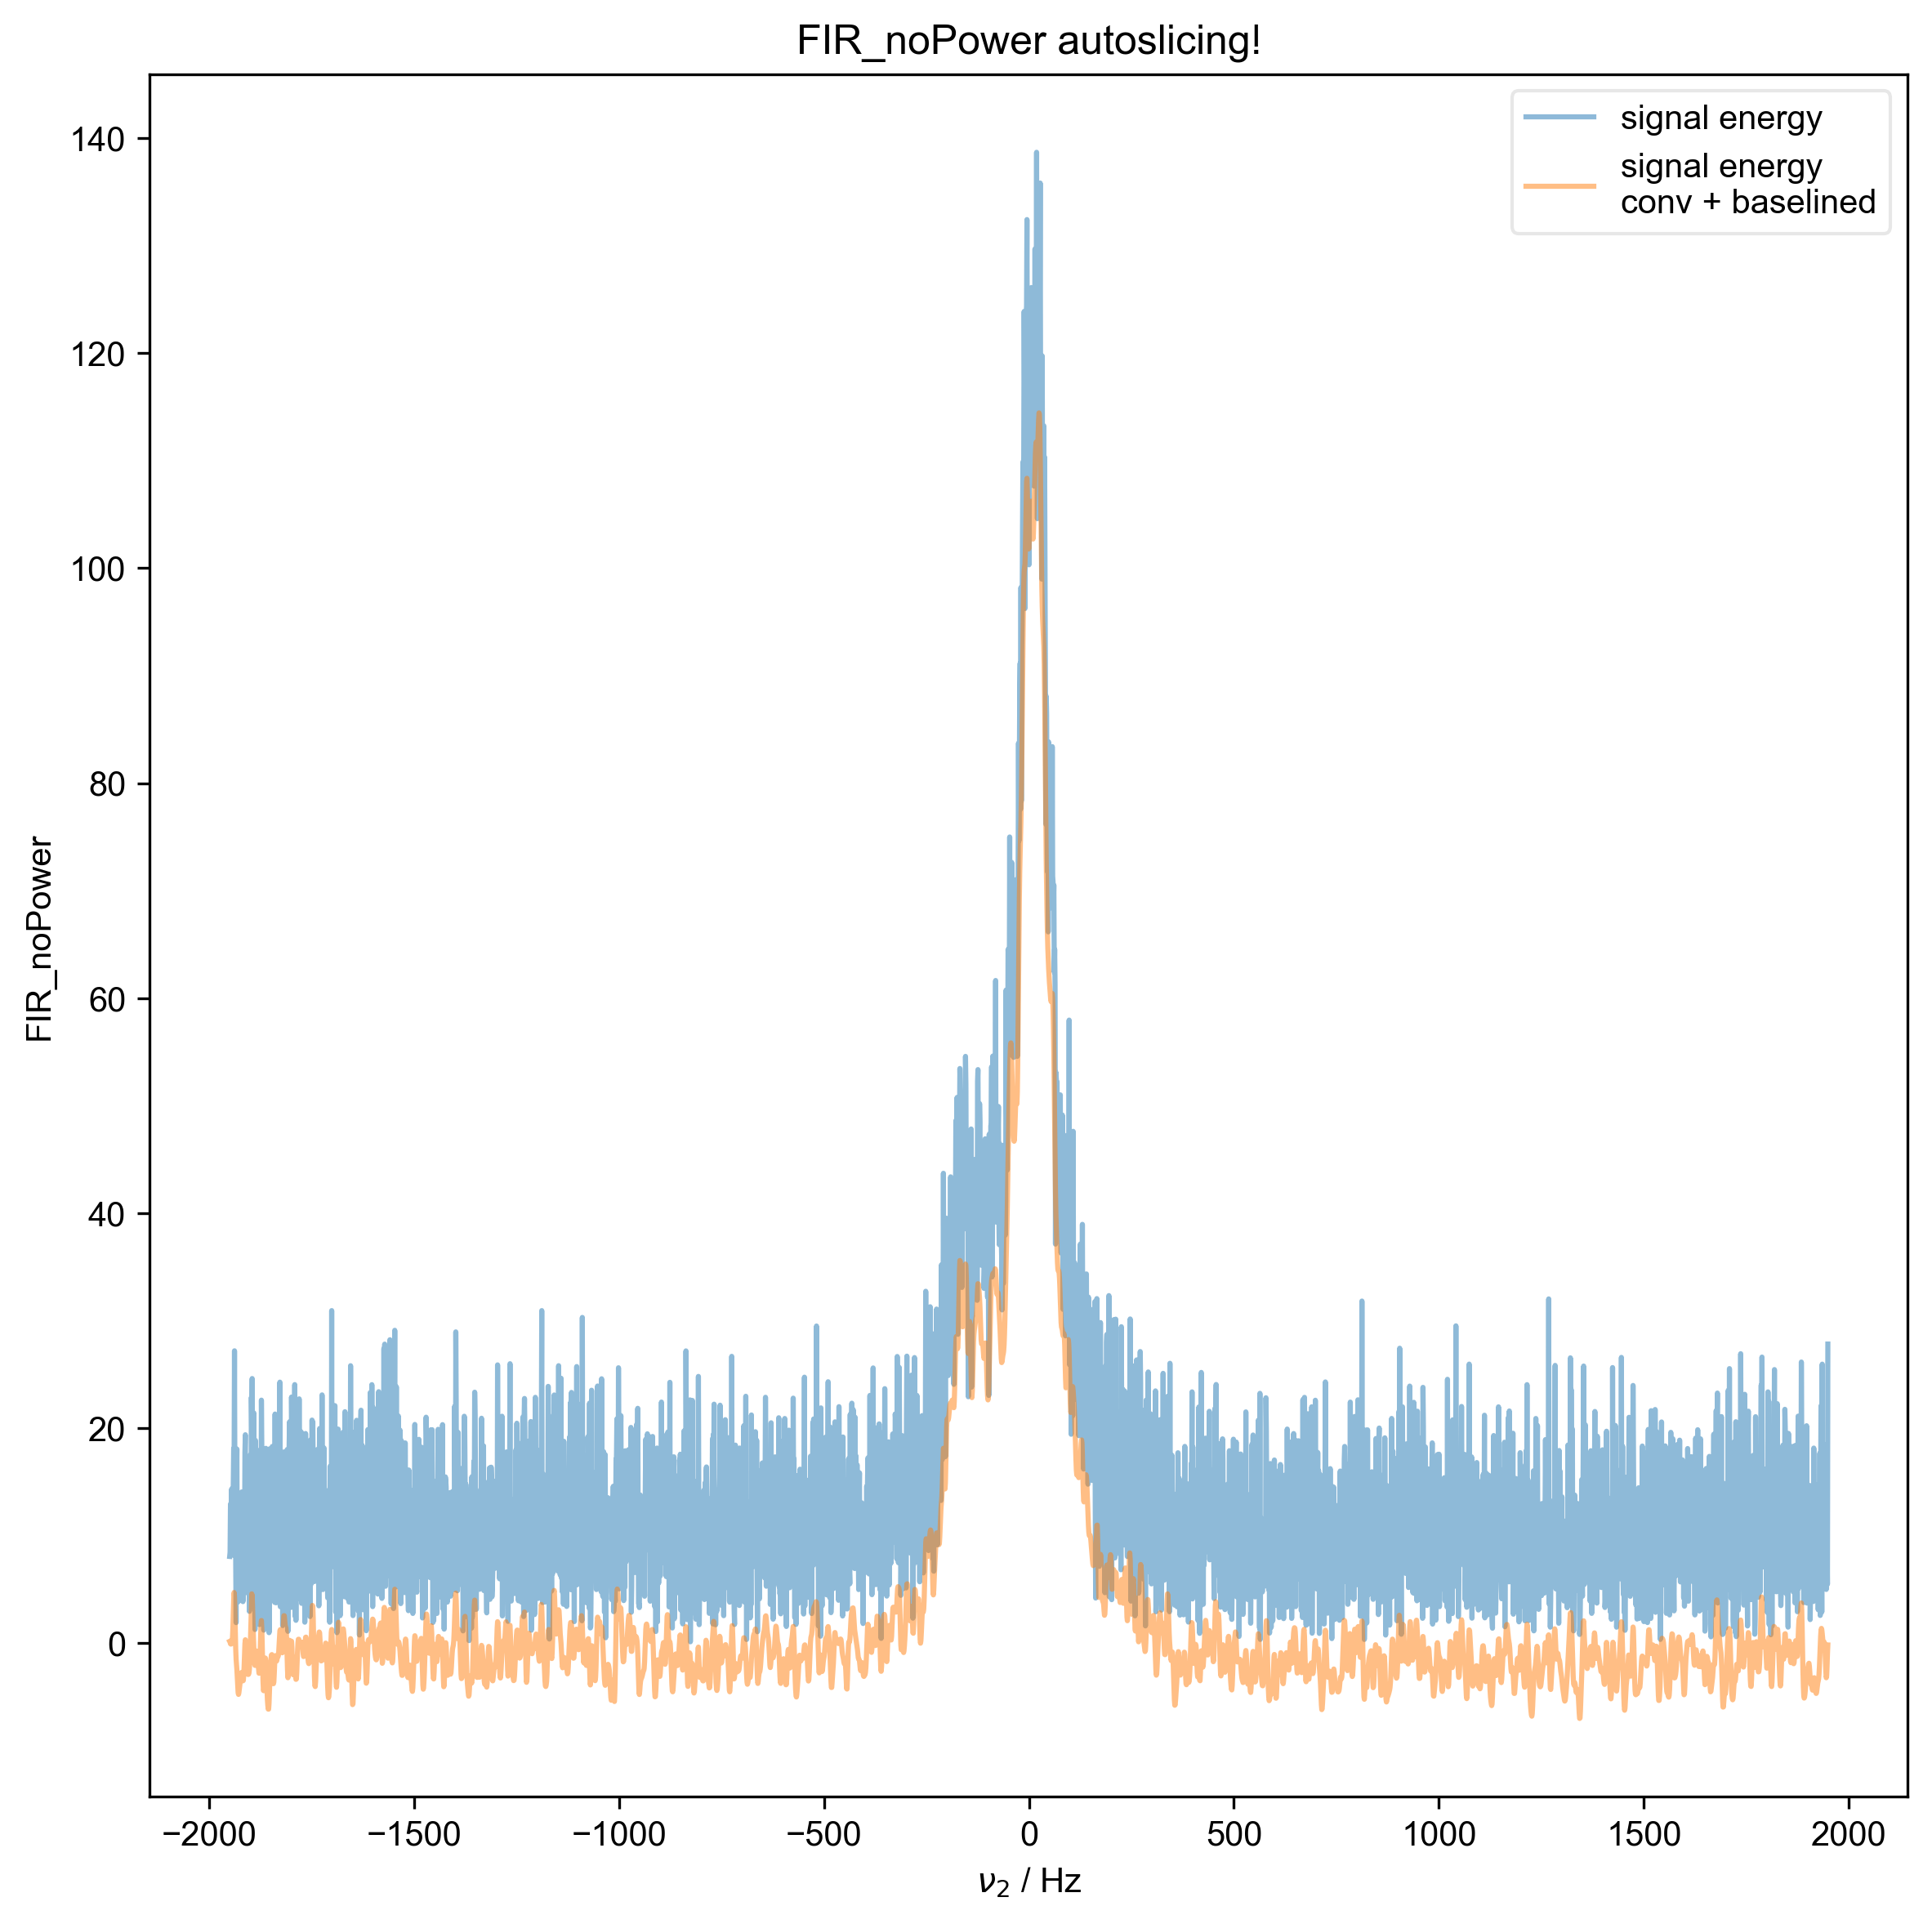 FIR_noPower autoslicing!
signal energy
signal energy
conv + baselined
140
120
100
80
60
40
20
0
FIR_noPower
−2000 −1500 −1000 −500 0 500 1000 1500 2000
ν2 / Hz